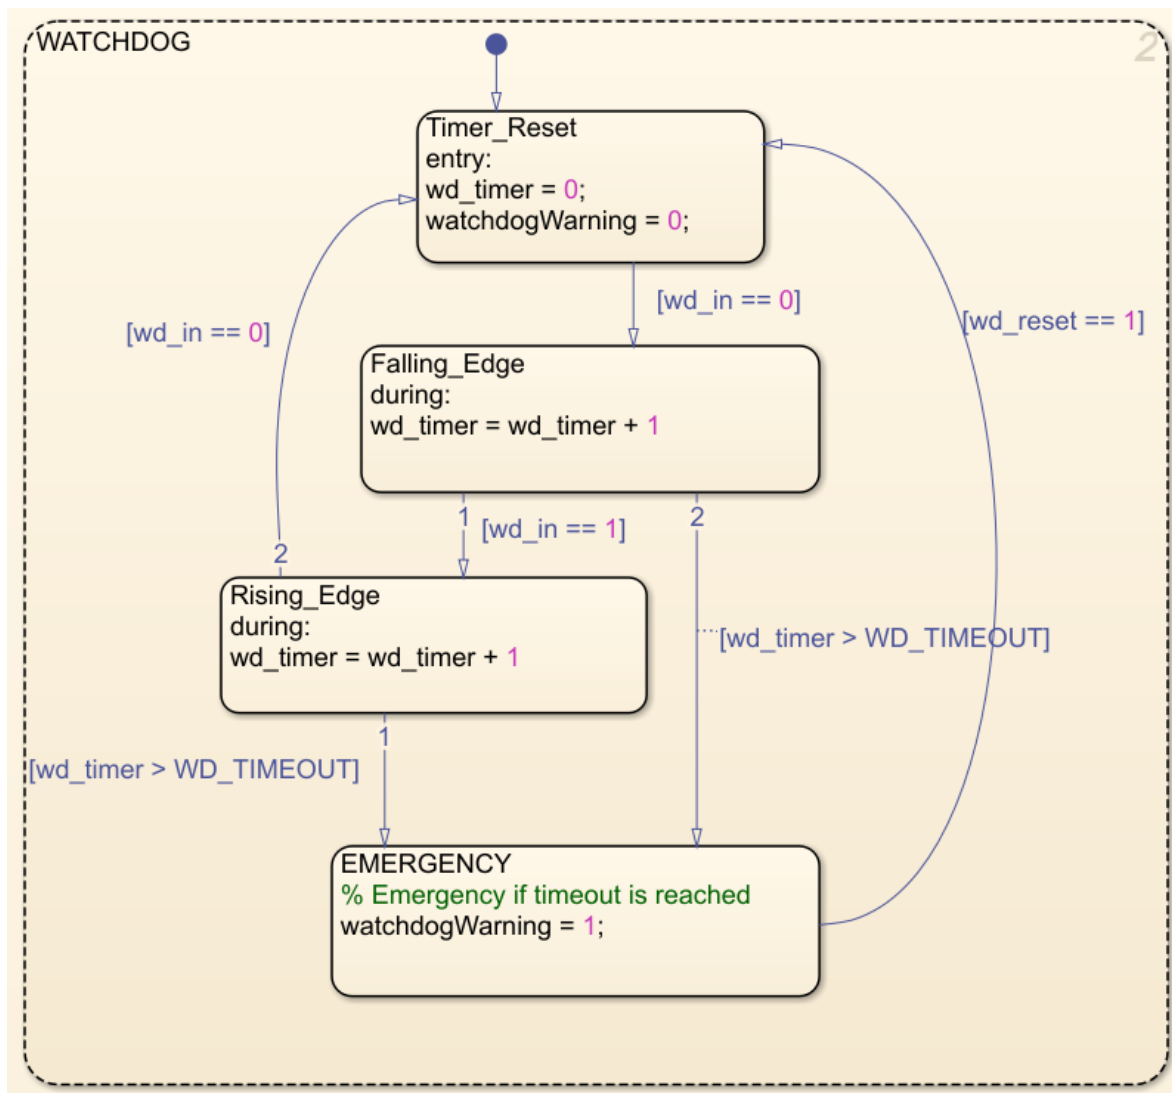 WATCHDOG
2
Timer_Reset
entry:
wd_timer = 0;
watchdogWarning = 0;
[wd_in == 0]
[wd_in == 0]
[wd_reset == 1]
Falling_Edge
during:
wd_timer = wd_timer + 1
1
[wd_in == 1]
2
2
Rising_Edge
during:
wd_timer = wd_timer + 1
[wd_timer > WD_TIMEOUT]
1
[wd_timer > WD_TIMEOUT]
EMERGENCY
% Emergency if timeout is reached
watchdogWarning = 1;